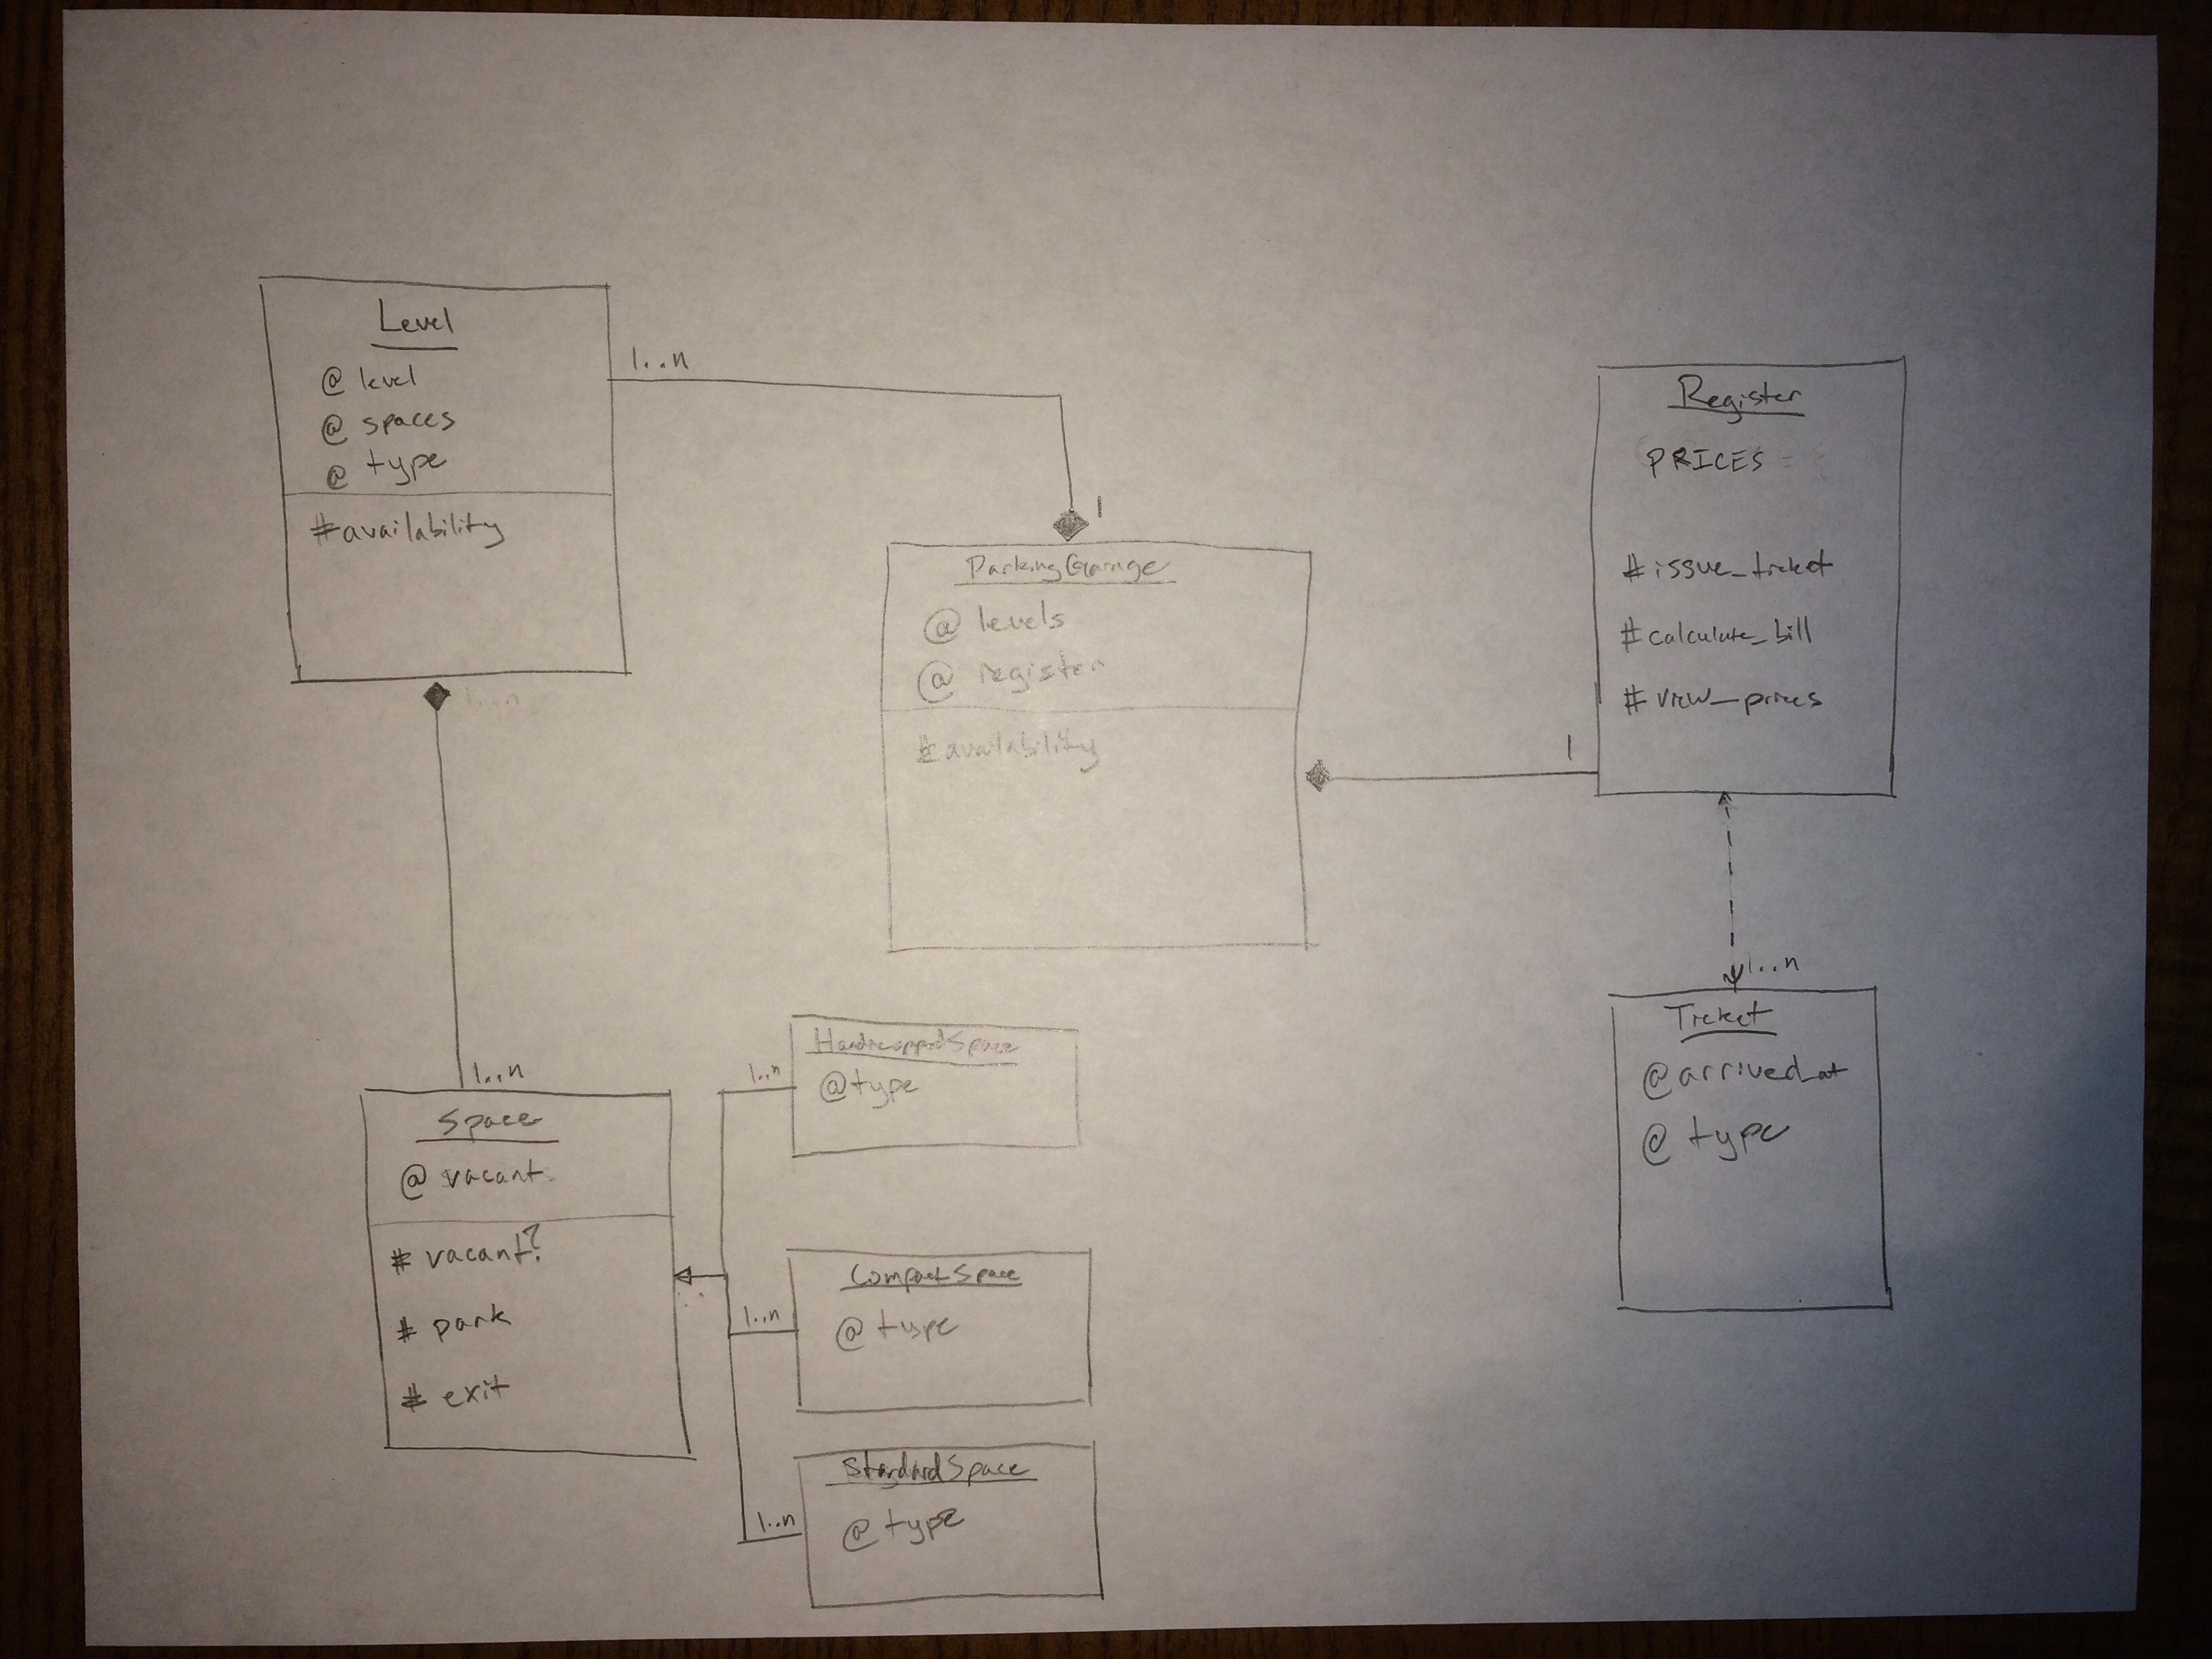 Level
@ level
@ spaces
@ type
#availability
1..n
1
ParkingGarage
@ levels
@ register
#availability
Register
PRICES
#issue_ticket
#calculate_bill
#view_prices
1
1..n
Ticket
@arrived_at
@ type
1..n
1..n
Space
@ vacant
# vacant?
# park
# exit
1..n
HandicappedSpace
@type
1..n
CompactSpace
@ type
1..n
StandardSpace
@ type